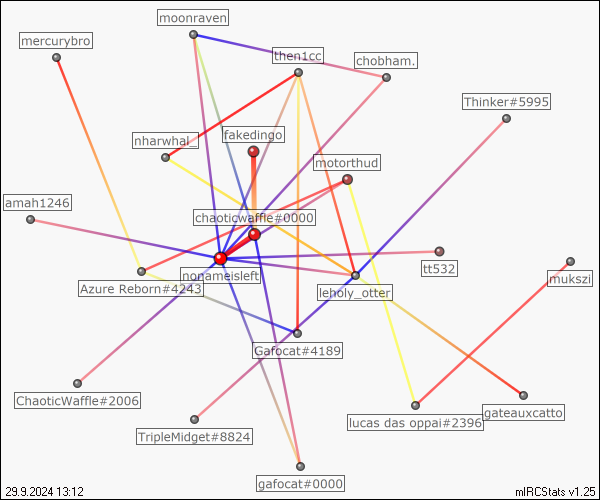 moonraven
mercurybro
then1cc
chobham.
Thinker#5995
fakedingo
nharwhal_
motorthud
amah1246
chaoticwaffle#0000
nonameisleft
tt532
mukszi
Azure Reborn#4243
leholy_otter
Gafocat#4189
ChaoticWaffle#2006
gateauxcatto
lucas das oppai#2396
TripleMidget#8824
gafocat#0000
29.9.2024 13:12
mIRCStats v1.25